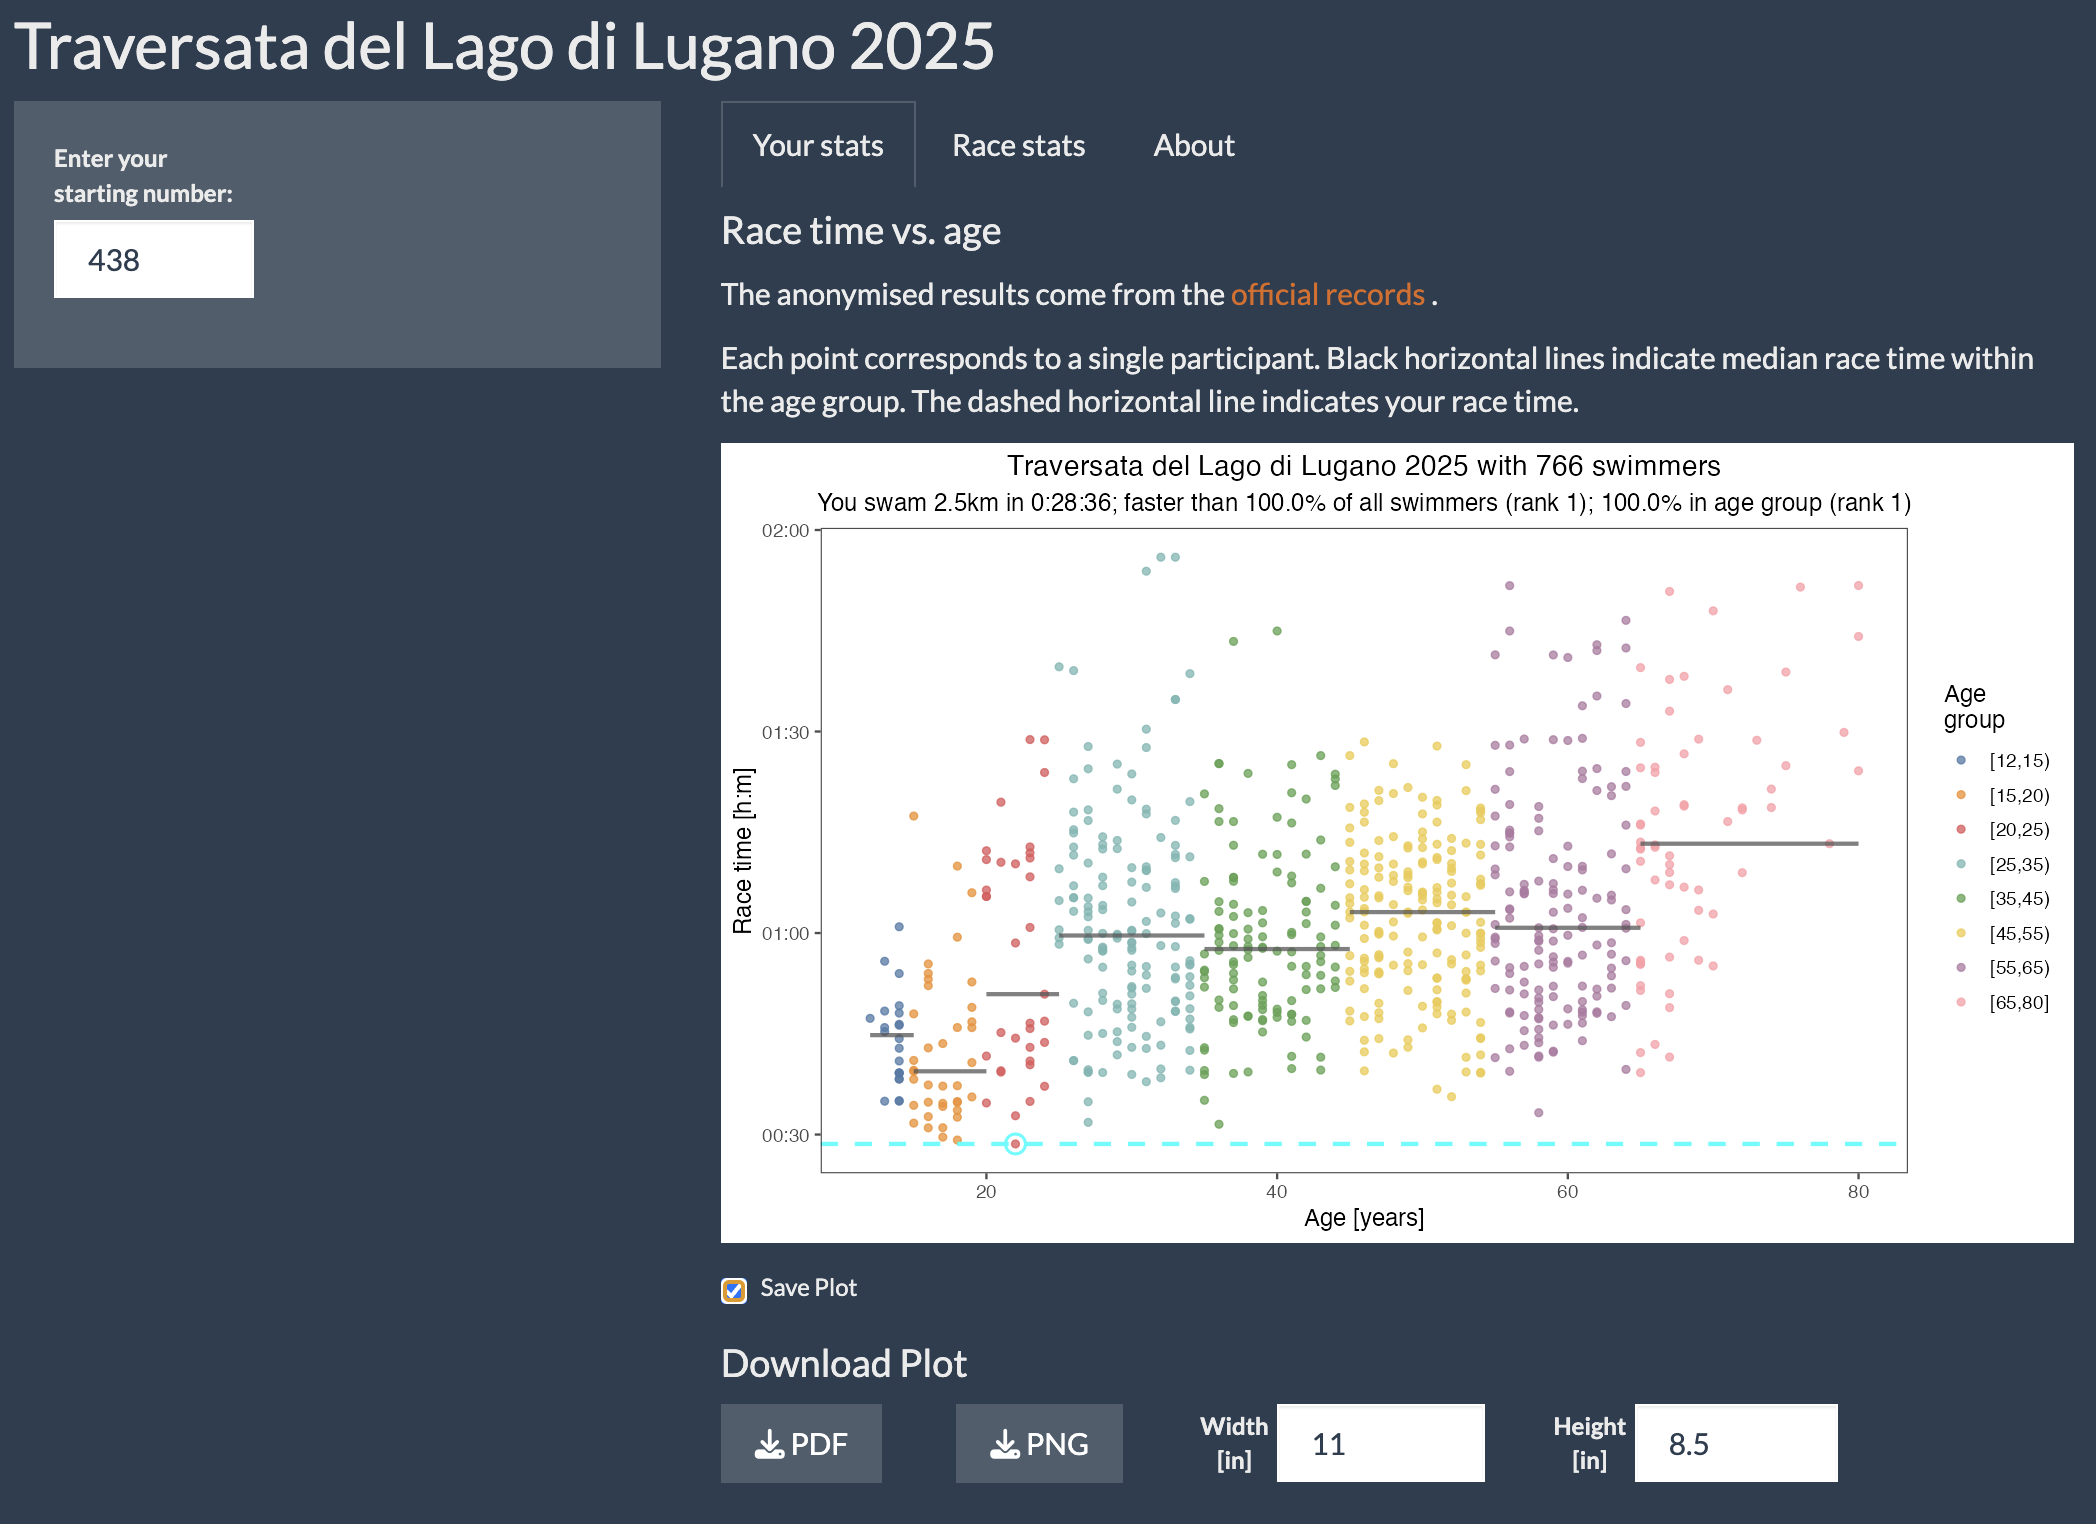 Traversata del Lago di Lugano 2025
Enter your
starting number:
438
Your stats
Race stats
About
Race time vs. age
The anonymised results come from the official records .
Each point corresponds to a single participant. Black horizontal lines indicate median race time within
the age group. The dashed horizontal line indicates your race time.
Traversata del Lago di Lugano 2025 with 766 swimmers
You swam 2.5km in 0:28:36; faster than 100.0% of all swimmers (rank 1); 100.0% in age group (rank 1)
Race time [h:m]
02:00
01:30
01:00
00:30
20
40
60
80
Age [years]
Age
group
[12,15)
[15,20)
[20,25)
[25,35)
[35,45)
[45,55)
[55,65)
[65,80]
Save Plot
Download Plot
PDF
PNG
Width
[in]
11
Height
[in]
8.5